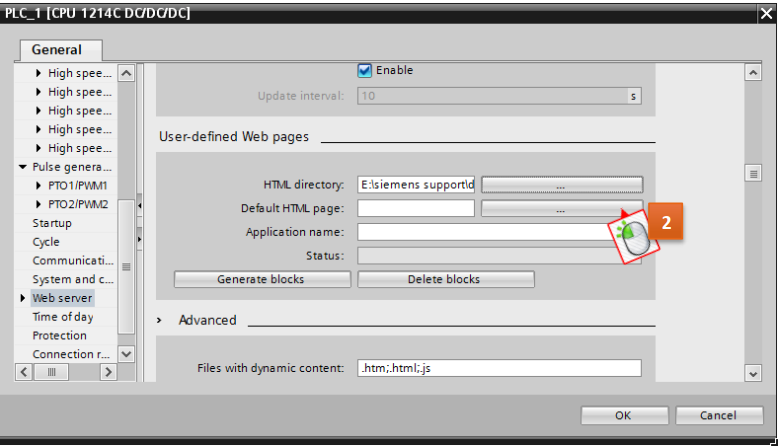 PLC_1 [CPU 1214C DC/DC/DC]
General
High spee...
High spee...
High spee...
High spee...
High spee...
Pulse genera...
PTO1/PWM1
PTO2/PWM2
Startup
Cycle
Communicati...
System and c...
Web server
Time of day
Protection
Connection r...
Enable
Update interval: 10 s
User-defined Web pages
HTML directory: E:\siemens support\d ...
Default HTML page: ...
2
Application name:
Status:
Generate blocks Delete blocks
Advanced
Files with dynamic content: .htm;.html;.js
OK Cancel